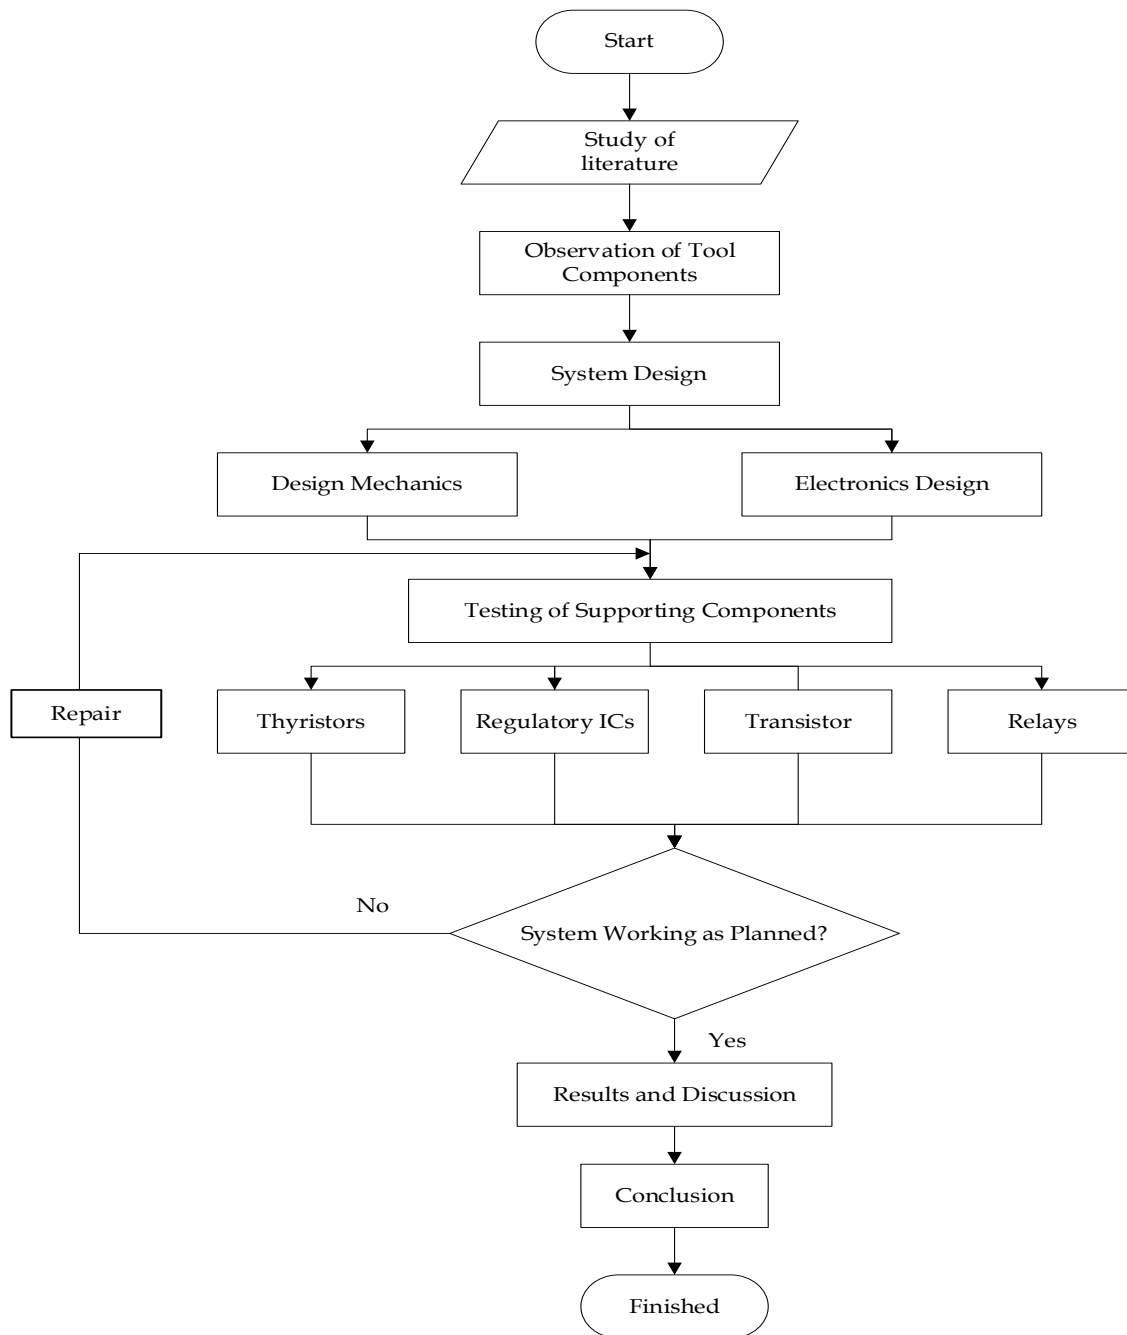 Start
Study of
literature
Observation of Tool
Components
System Design
Design Mechanics
Electronics Design
Testing of Supporting Components
Repair
Thyristors
Regulatory ICs
Transistor
Relays
No
System Working as Planned?
Yes
Results and Discussion
Conclusion
Finished